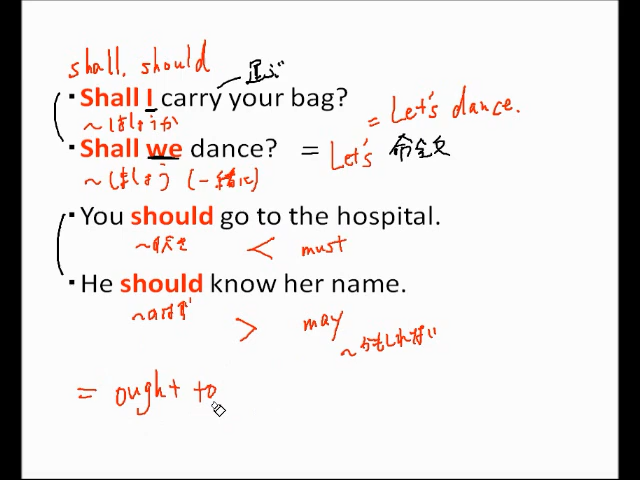 shall, should
運ぶ
・Shall I carry your bag?
～ましょうか
= Let's dance.
・Shall we dance? = Let's 命令文
～ましょう (一緒に)
・You should go to the hospital.
～すべき < must
・He should know her name.
～のはず > may
～かもしれない
= ought to